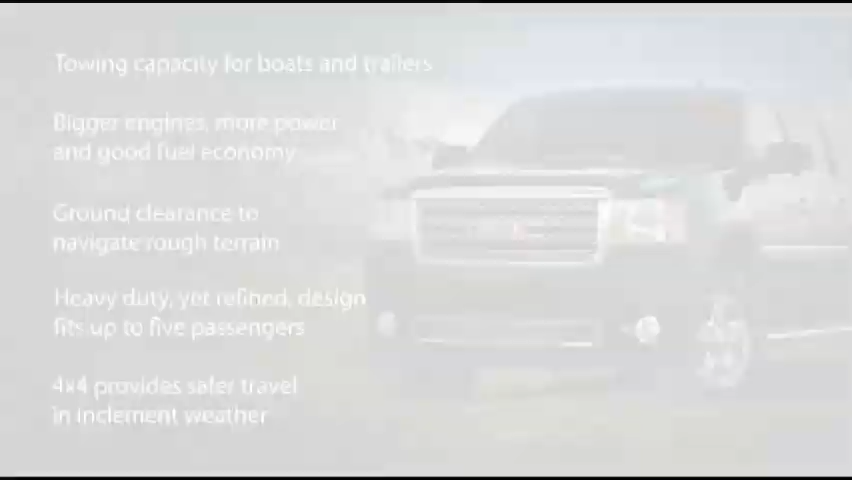 Towing capacity for boats and trailers
Bigger engines, more power
and good fuel economy
Ground clearance to
navigate rough terrain
Heavy duty, yet refined, design
fits up to five passengers
4x4 provides safer travel
in inclement weather